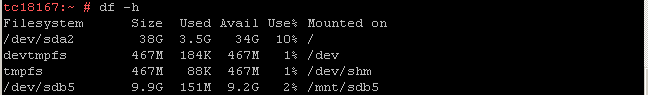 tc18167:~ # df -h
Filesystem      Size  Used Avail Use% Mounted on
/dev/sda2        38G  3.5G   34G  10% /
devtmpfs        467M  184K  467M   1% /dev
tmpfs           467M   88K  467M   1% /dev/shm
/dev/sdb5       9.9G  151M  9.2G   2% /mnt/sdb5